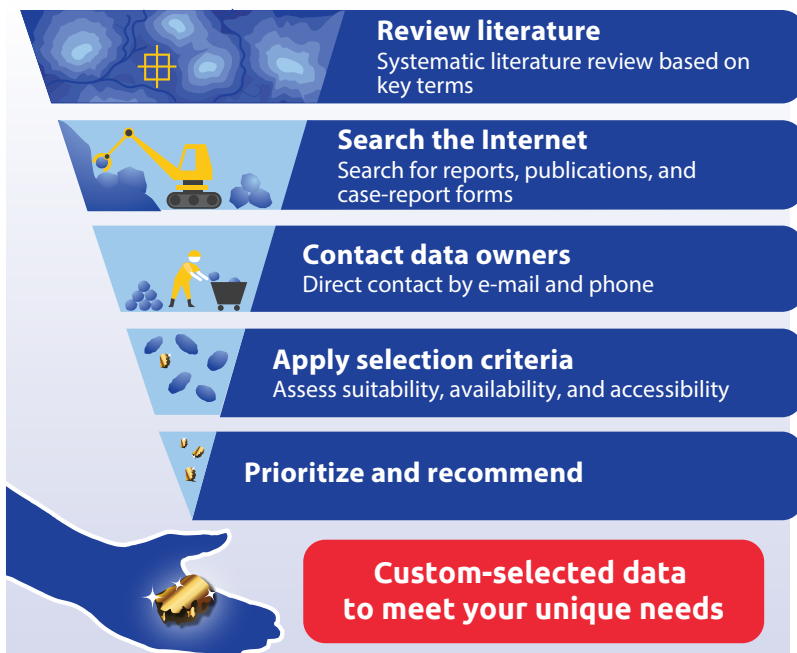 Review literature
Systematic literature review based on
key terms
Search the Internet
Search for reports, publications, and
case-report forms
Contact data owners
Direct contact by e-mail and phone
Apply selection criteria
Assess suitability, availability, and accessibility
Prioritize and recommend
Custom-selected data
to meet your unique needs